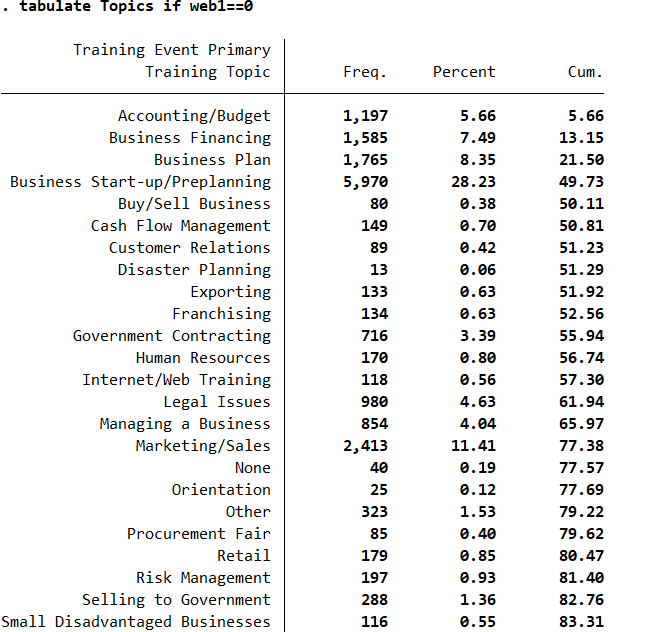 . tabulate Topics if web1==0
Training Event Primary
Training Topic Freq. Percent Cum.
Accounting/Budget 1,197 5.66 5.66
Business Financing 1,585 7.49 13.15
Business Plan 1,765 8.35 21.50
Business Start-up/Preplanning 5,970 28.23 49.73
Buy/Sell Business 80 0.38 50.11
Cash Flow Management 149 0.70 50.81
Customer Relations 89 0.42 51.23
Disaster Planning 13 0.06 51.29
Exporting 133 0.63 51.92
Franchising 134 0.63 52.56
Government Contracting 716 3.39 55.94
Human Resources 170 0.80 56.74
Internet/Web Training 118 0.56 57.30
Legal Issues 980 4.63 61.94
Managing a Business 854 4.04 65.97
Marketing/Sales 2,413 11.41 77.38
None 40 0.19 77.57
Orientation 25 0.12 77.69
Other 323 1.53 79.22
Procurement Fair 85 0.40 79.62
Retail 179 0.85 80.47
Risk Management 197 0.93 81.40
Selling to Government 288 1.36 82.76
Small Disadvantaged Businesses 116 0.55 83.31